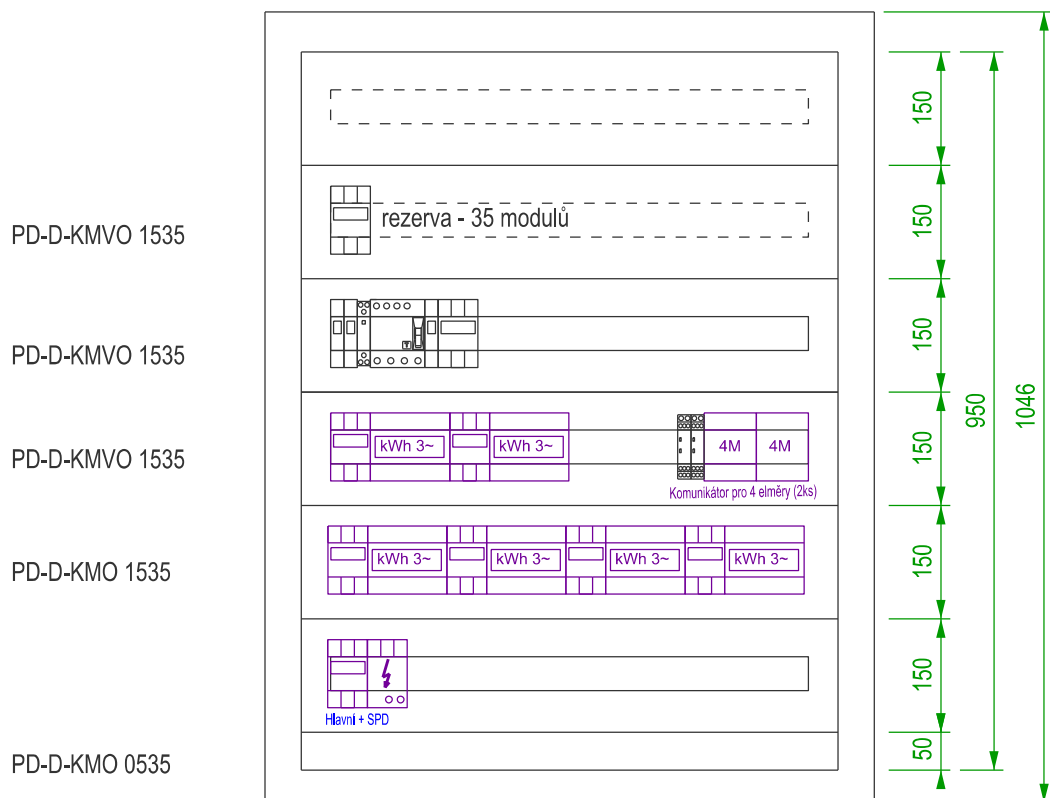 150
PD-D-KMVO 1535
rezerva - 35 modulů
150
PD-D-KMVO 1535
150
950
1046
PD-D-KMVO 1535
kWh 3~
kWh 3~
4M
4M
150
Komunikátor pro 4 elměry (2ks)
PD-D-KMO 1535
kWh 3~
kWh 3~
kWh 3~
kWh 3~
150
150
Hlavní + SPD
PD-D-KMO 0535
50